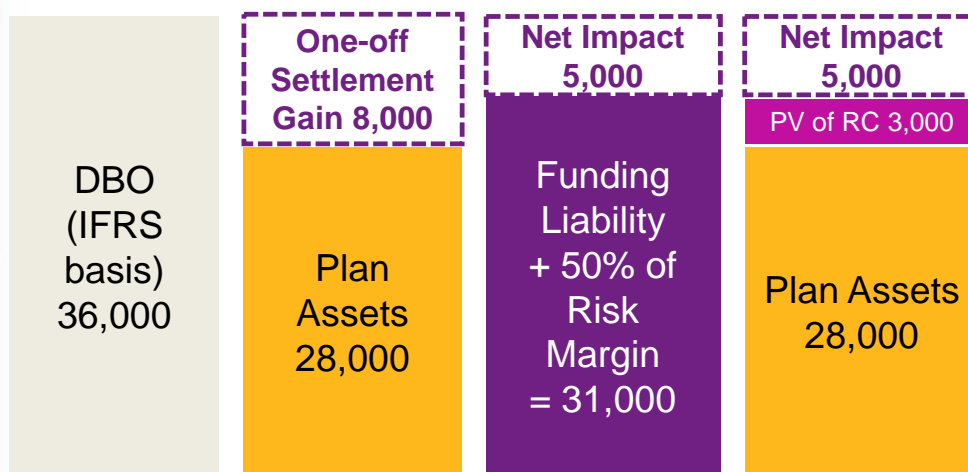 DBO
(IFRS
basis)
36,000
One-off
Settlement
Gain 8,000
Plan
Assets
28,000
Net Impact
5,000
Funding
Liability
+ 50% of
Risk
Margin
= 31,000
Net Impact
5,000
PV of RC 3,000
Plan Assets
28,000